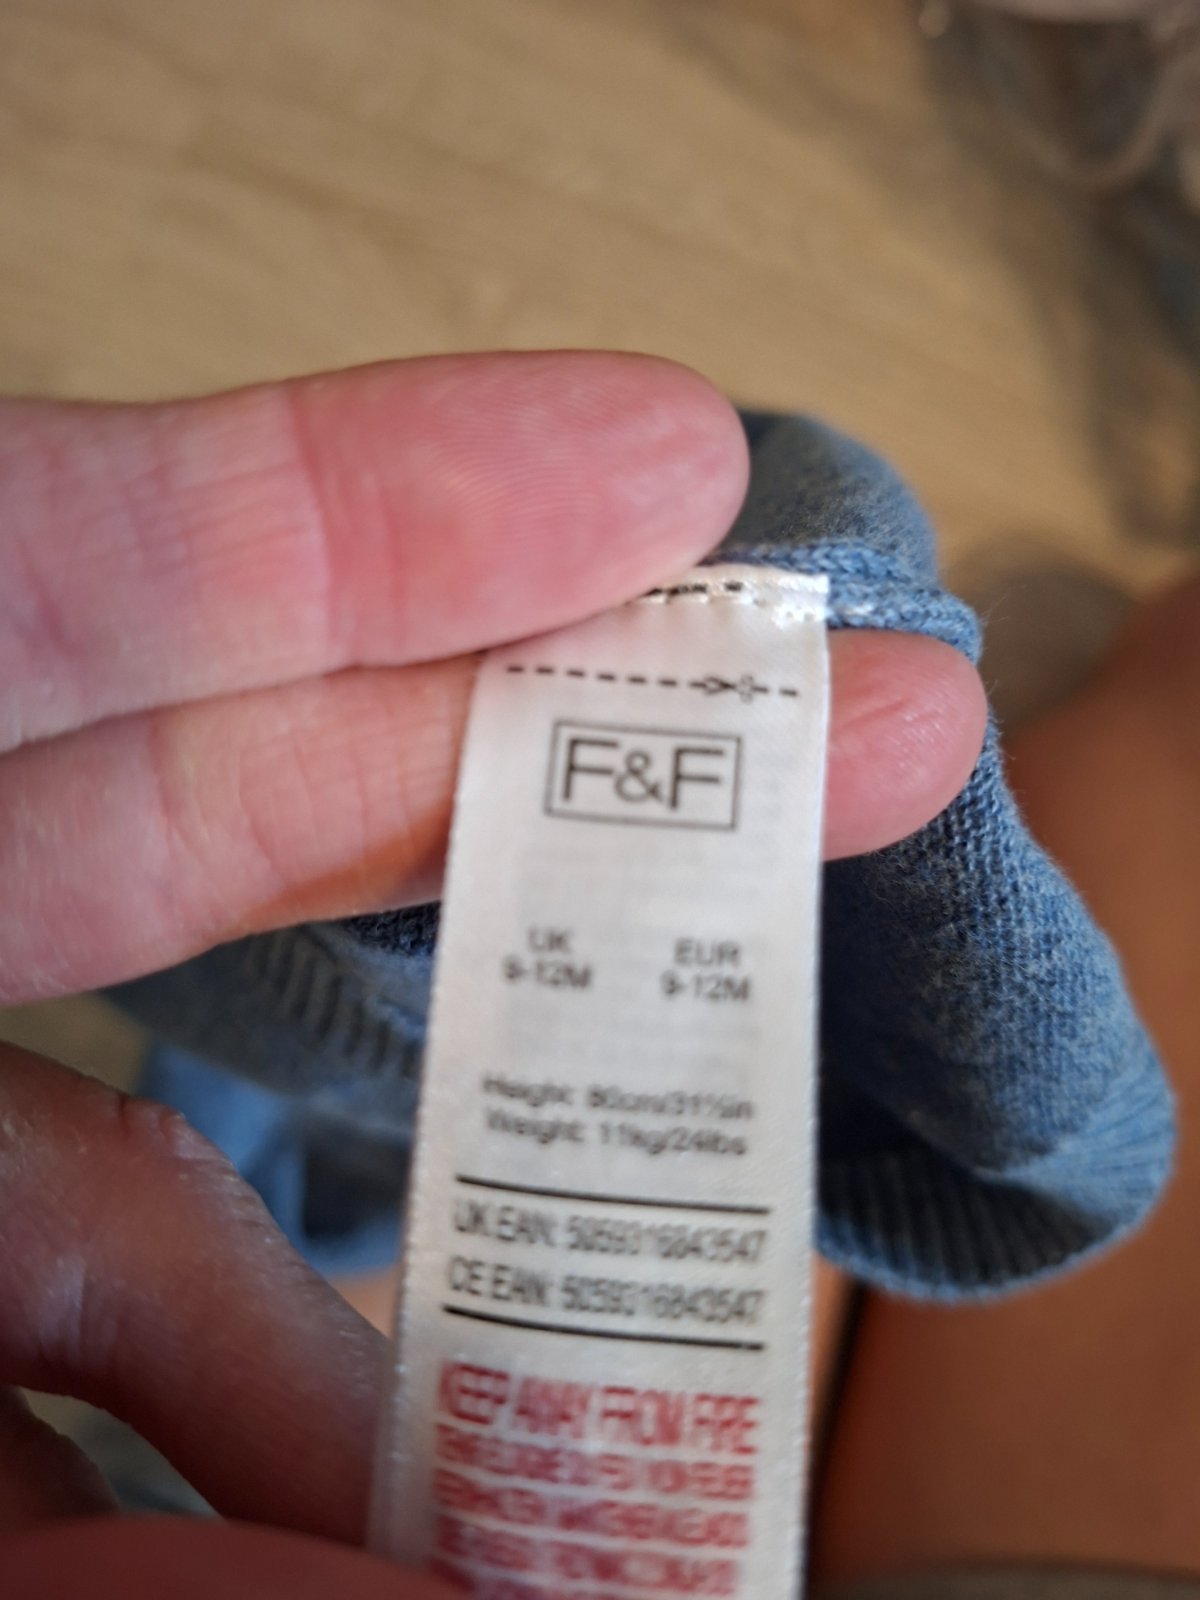 F&F
UK
9-12M
EUR
9-12M
Height: 80cm/31½in
Weight: 11kg/24lbs
UK EAN: 5059316843547
CE EAN: 5059316843547
KEEP AWAY FROM FIRE